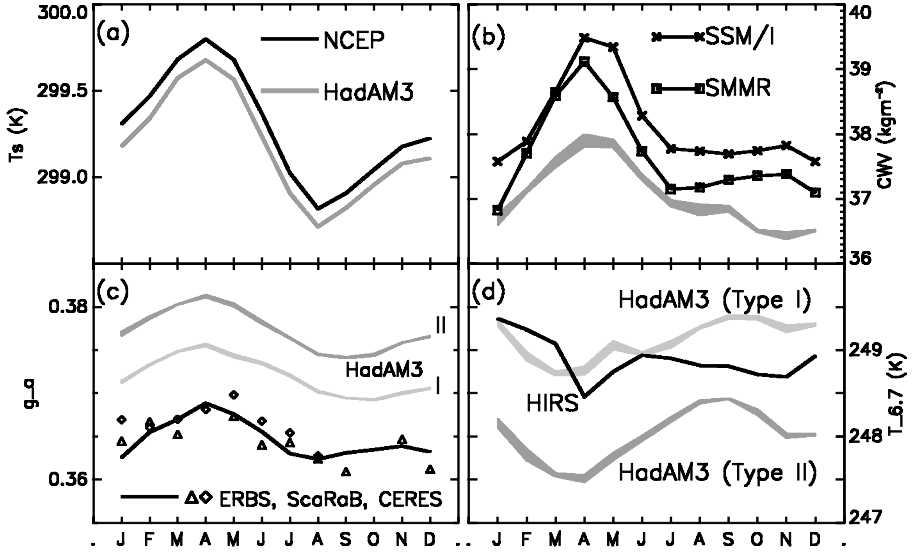 300.0
(a)
NCEP
HadAM3
299.5
Ts (K)
299.0
(b)
SSM/I
SMMR
40
39
38
37
36
CWV (kgm⁻²)
(c)
0.38
II
HadAM3
I
g_a
0.36
ERBS, ScaRaB, CERES
J F M A M J J A S O N D
(d)
HadAM3 (Type I)
HIRS
HadAM3 (Type II)
249
248
247
T_6.7 (K)
J F M A M J J A S O N D